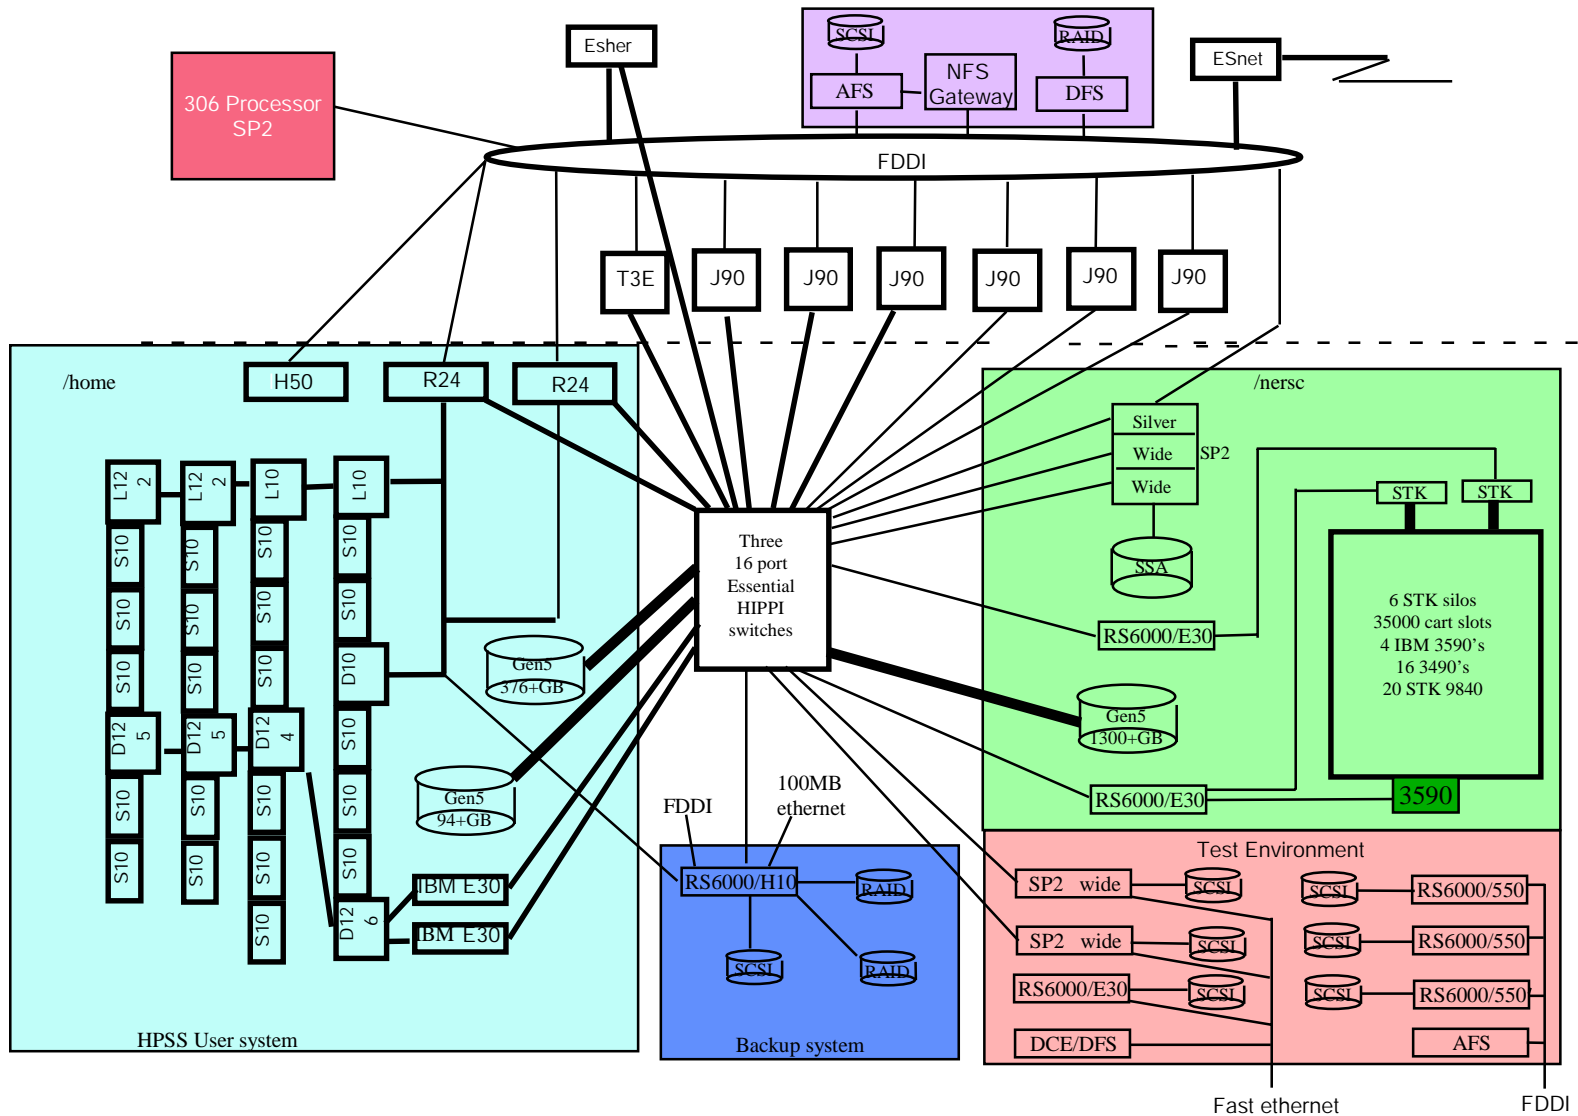 Esher
SCSI
RAID
NFS
Gateway
AFS
DFS
ESnet
306 Processor
SP2
FDDI
T3E
J90
J90
J90
J90
J90
J90
/home
H50
R24
R24
/nersc
Silver
Wide
Wide
SP2
SSA
STK
STK
L12
2
L12
2
L10
L10
S10
S10
S10
S10
S10
S10
S10
S10
S10
S10
S10
D10
D12
5
D12
5
D12
4
S10
S10
S10
S10
S10
S10
S10
S10
S10
S10
D12
6
Three
16 port
Essential
HIPPI
switches
Gen5
376+GB
Gen5
94+GB
IBM E30
IBM E30
HPSS User system
RS6000/E30
6 STK silos
35000 cart slots
4 IBM 3590's
16 3490's
20 STK 9840
Gen5
1300+GB
RS6000/E30
3590
FDDI
100MB
ethernet
RS6000/H10
RAID
SCSI
RAID
Backup system
Test Environment
SP2 wide
SCSI
SCSI
RS6000/550
SP2 wide
SCSI
SCSI
RS6000/550
RS6000/E30
SCSI
SCSI
RS6000/550
DCE/DFS
AFS
Fast ethernet
FDDI